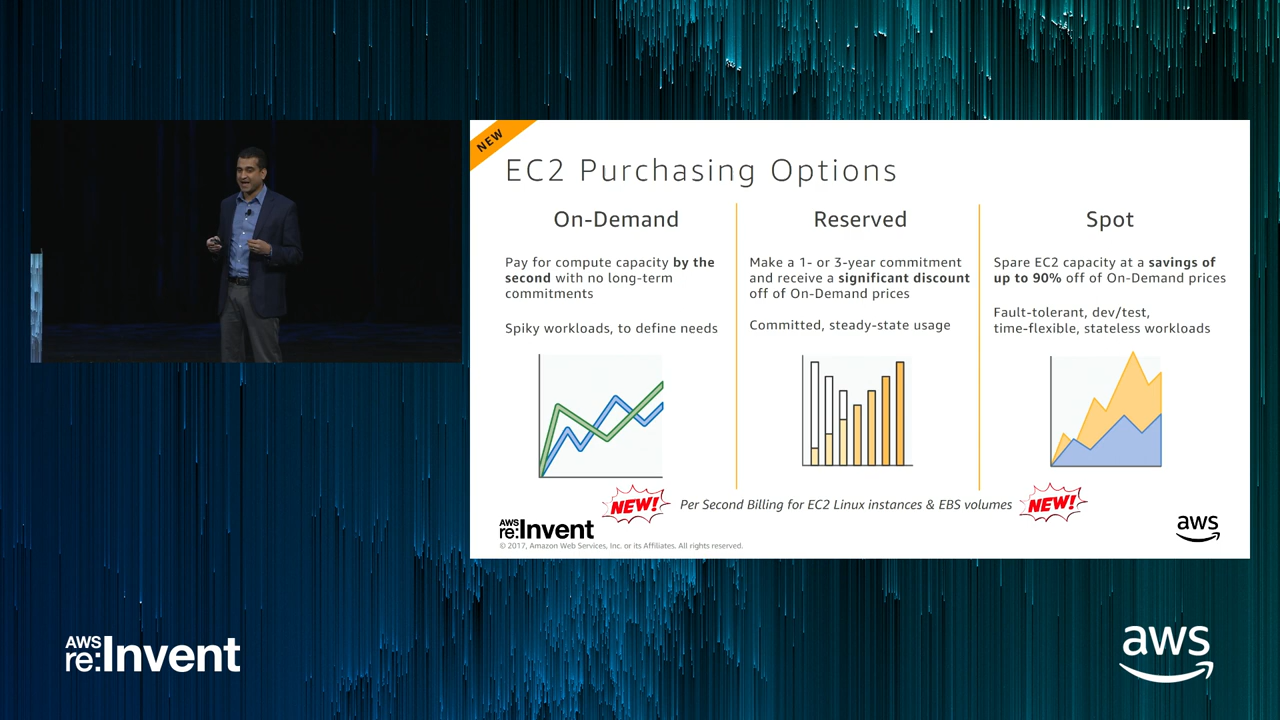 NEW
EC2 Purchasing Options
On-Demand
Pay for compute capacity by the
second with no long-term
commitments
Spiky workloads, to define needs
Reserved
Make a 1- or 3-year commitment
and receive a significant discount
off of On-Demand prices
Committed, steady-state usage
Spot
Spare EC2 capacity at a savings of
up to 90% off of On-Demand prices
Fault-tolerant, dev/test,
time-flexible, stateless workloads
NEW!
Per Second Billing for EC2 Linux instances & EBS volumes
NEW!
AWS
re:Invent
© 2017, Amazon Web Services, Inc. or its Affiliates. All rights reserved.
aws
AWS
re:Invent
aws